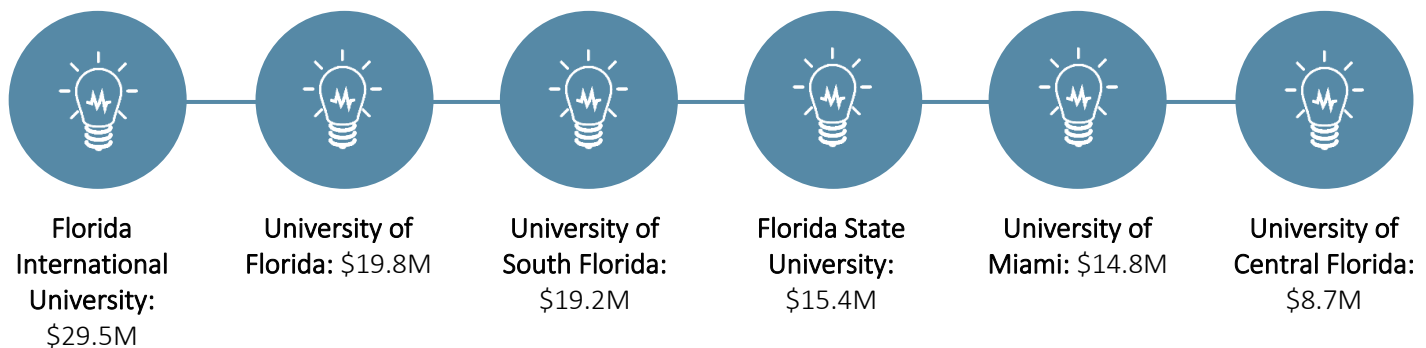 Florida
International
University:
$29.5M
University of
Florida: $19.8M
University of
South Florida:
$19.2M
Florida State
University:
$15.4M
University of
Miami: $14.8M
University of
Central Florida:
$8.7M